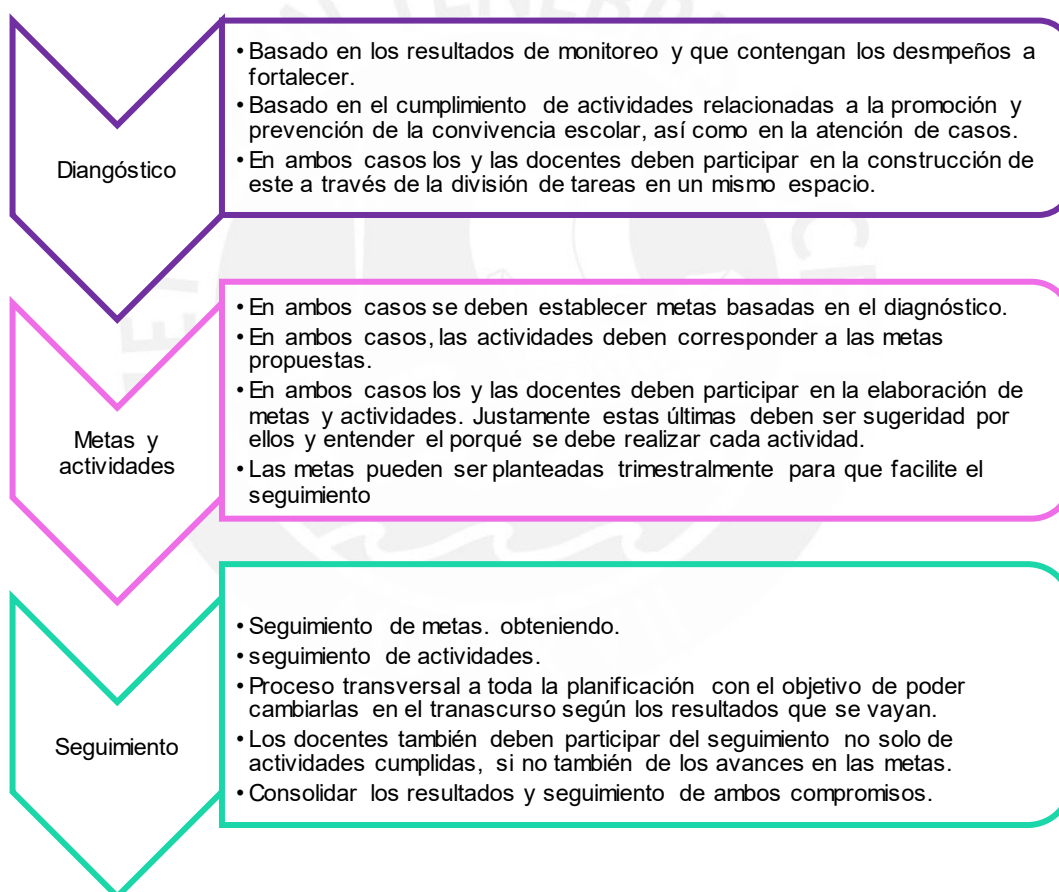 Diangóstico
• Basado en los resultados de monitoreo y que contengan los desmpeños a
fortalecer.
• Basado en el cumplimiento de actividades relacionadas a la promoción y
prevención de la convivencia escolar, así como en la atención de casos.
• En ambos casos los y las docentes deben participar en la construcción de
este a través de la división de tareas en un mismo espacio.
Metas y
actividades
• En ambos casos se deben establecer metas basadas en el diagnóstico.
• En ambos casos, las actividades deben corresponder a las metas
propuestas.
• En ambos casos los y las docentes deben participar en la elaboración de
metas y actividades. Justamente estas últimas deben ser sugeridad por
ellos y entender el porqué se debe realizar cada actividad.
• Las metas pueden ser planteadas trimestralmente para que facilite el
seguimiento
Seguimiento
• Seguimiento de metas. obteniendo.
• seguimiento de actividades.
• Proceso transversal a toda la planificación con el objetivo de poder
cambiarlas en el tranascurso según los resultados que se vayan.
• Los docentes también deben participar del seguimiento no solo de
actividades cumplidas, si no también de los avances en las metas.
• Consolidar los resultados y seguimiento de ambos compromisos.